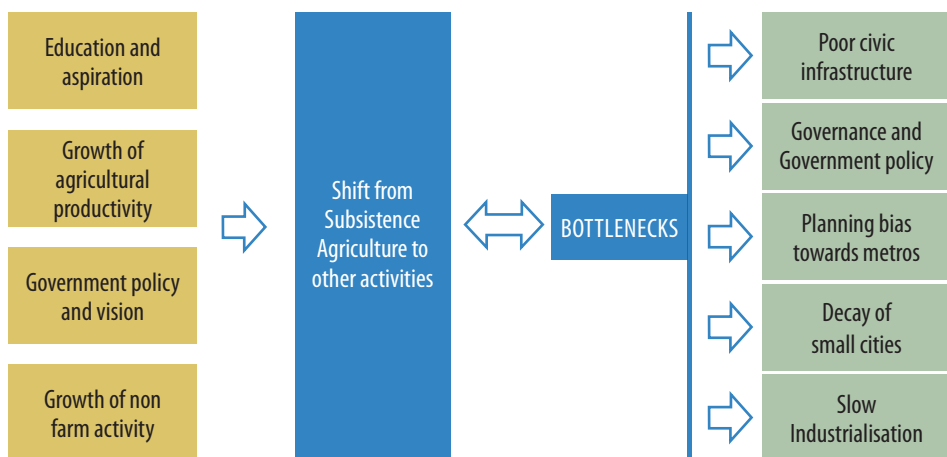 Education and
aspiration
Growth of
agricultural
productivity
Government policy
and vision
Growth of non
farm activity
Shift from
Subsistence
Agriculture to
other activities
BOTTLENECKS
Poor civic
infrastructure
Governance and
Government policy
Planning bias
towards metros
Decay of
small cities
Slow
Industrialisation